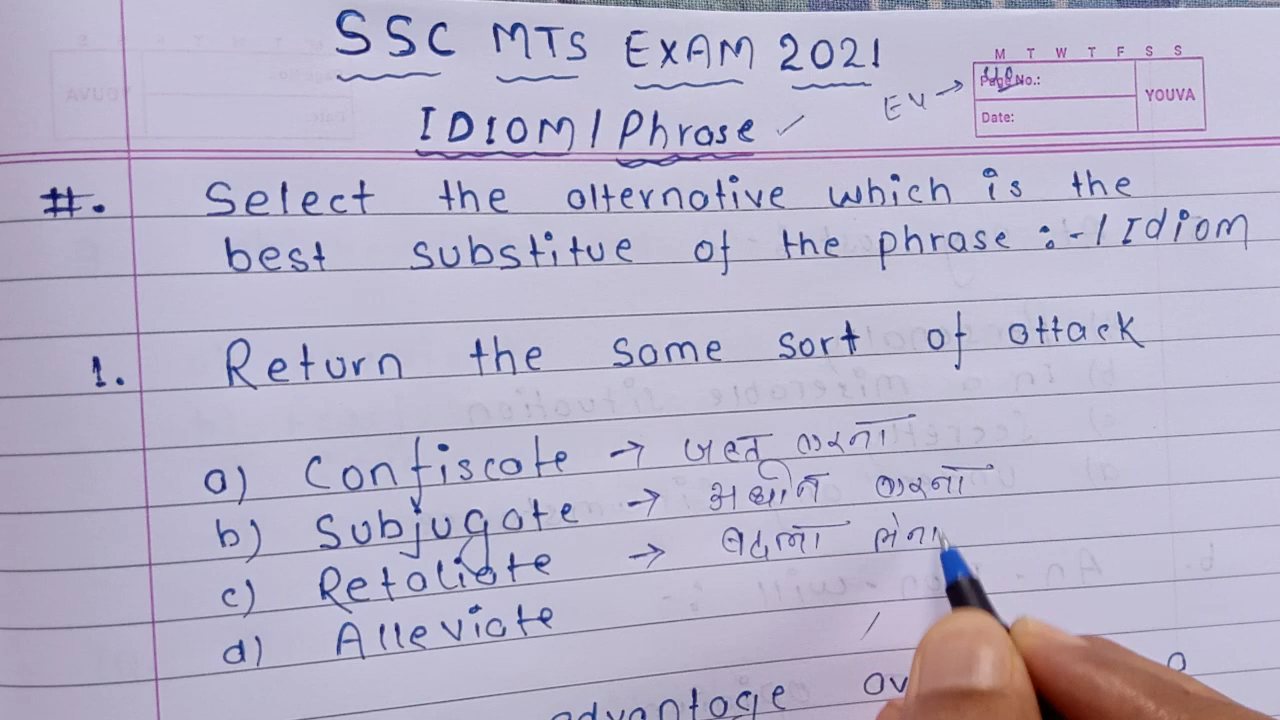 SSC MTS EXAM 2021
IDIOM / Phrase ✓
EV → M T W T F S S
Page No.:
YOUVA
Date:
#. Select the alternative which is the
best substitue of the phrase :- / Idiom
1. Return the same sort of attack
a) Confiscate → जब्त करना
b) Subjugate → अधीन करना
c) Retaliate → बदला लेना
d) Alleviate
advantage